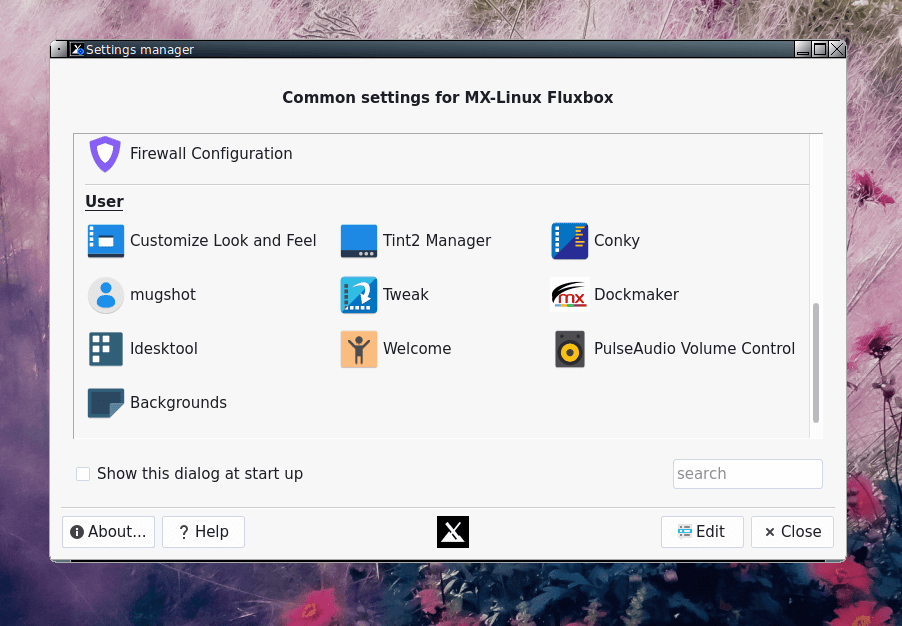 Settings manager
Common settings for MX-Linux Fluxbox
Firewall Configuration
User
Customize Look and Feel Tint2 Manager Conky
mugshot Tweak mx Dockmaker
Idesktool Welcome PulseAudio Volume Control
Backgrounds
Show this dialog at start up search
About... ? Help Edit Close